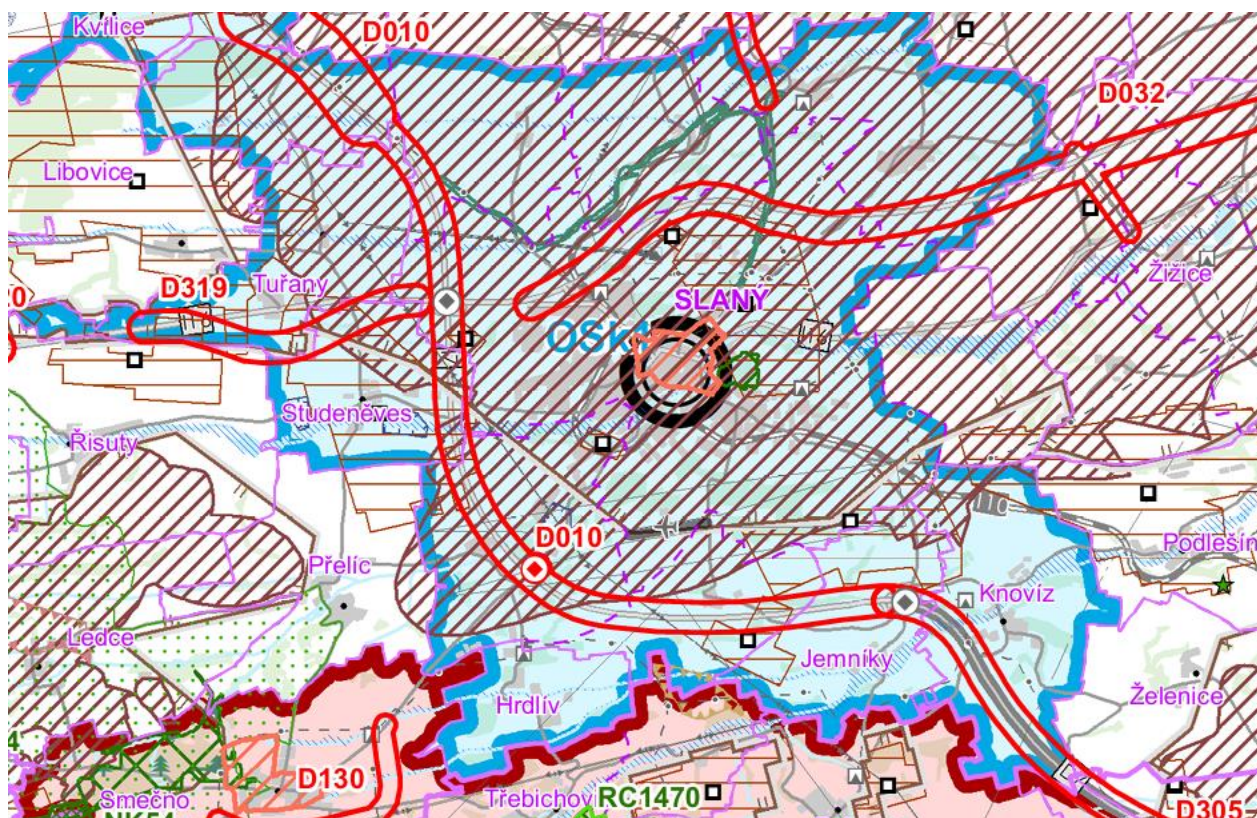 Kvílice
D010
D032
Libovice
D319
Tuřany
Žižice
SLANÝ
OSk
Studeněves
Řisuty
D010
I16
Podlešín
Přelíc
Knovíz
Ledce
Jemníky
Hrdlív
Želenice
D130
Smečno
Třebichov
RC1470
D305